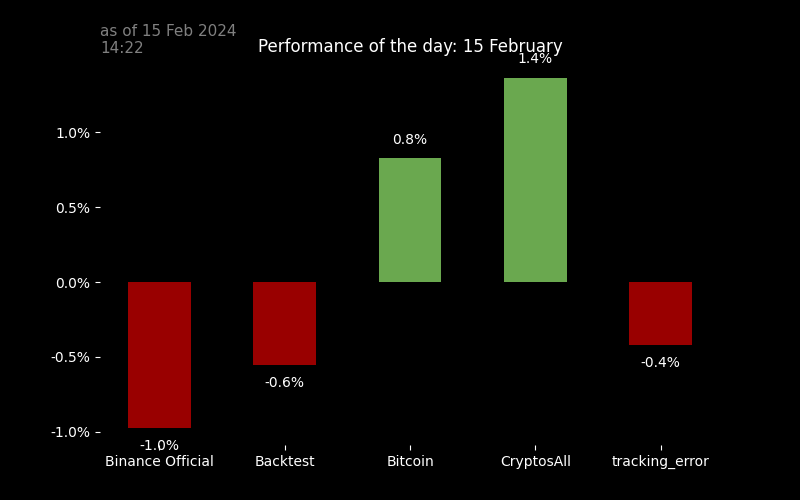 as of 15 Feb 2024
14:22
Performance of the day: 15 February
1.4%
1.0%
0.8%
0.5%
0.0%
-0.5%
-0.4%
-0.6%
-1.0%
-1.0%
Binance Official
Backtest
Bitcoin
CryptosAll
tracking_error